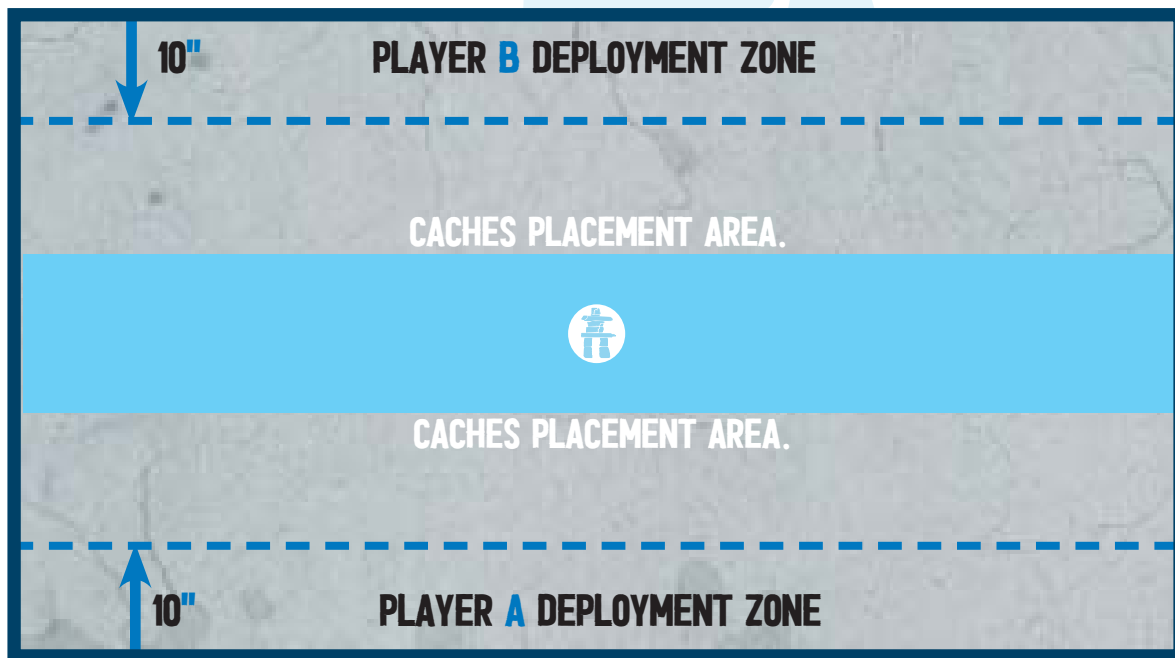 10"
PLAYER B DEPLOYMENT ZONE
CACHES PLACEMENT AREA.
CACHES PLACEMENT AREA.
10"
PLAYER A DEPLOYMENT ZONE